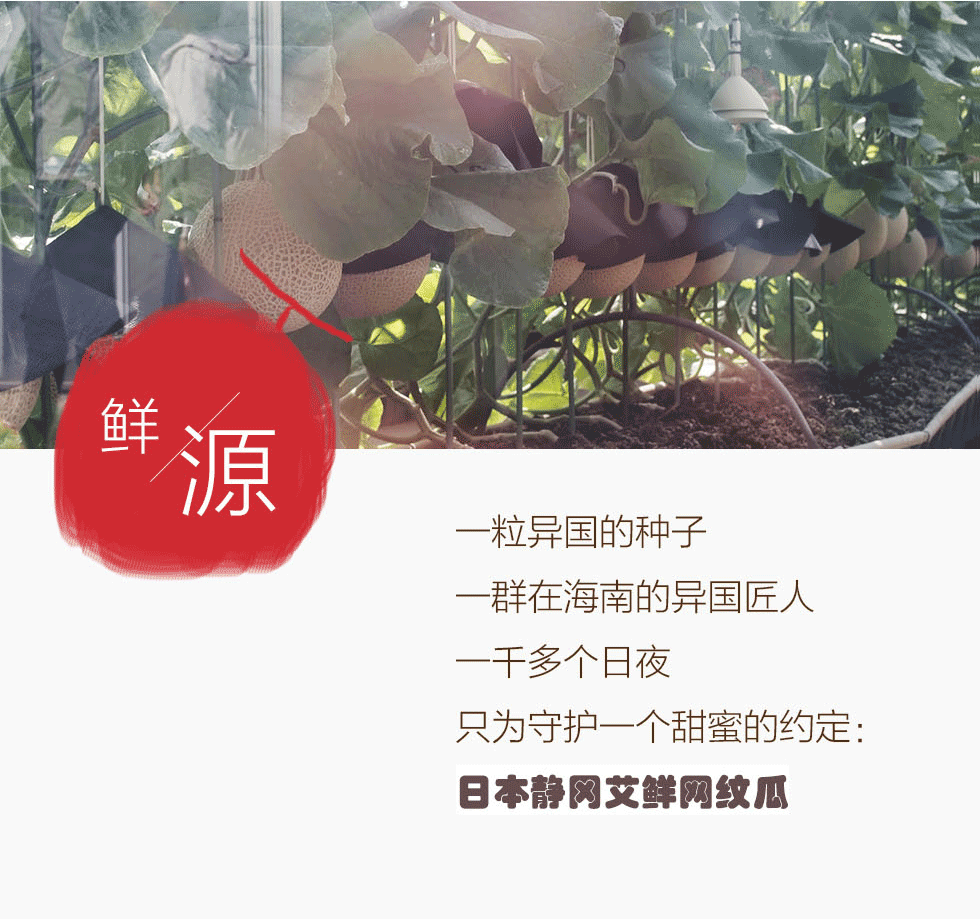 鲜
源
一粒异国的种子
一群在海南的异国匠人
一千多个日夜
只为守护一个甜蜜的约定：
日本静网艾鲜网纹瓜